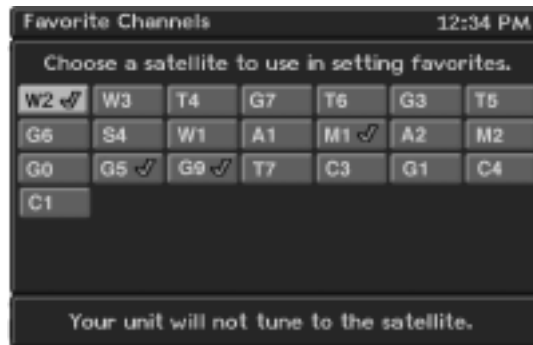 Favorite Channels 12:34 PM
Choose a satellite to use in setting favorites.
W2 W3 T4 G7 T6 G3 T5
G6 S4 W1 A1 M1 A2 M2
G0 G5 G9 T7 C3 G1 C4
C1
Your unit will not tune to the satellite.